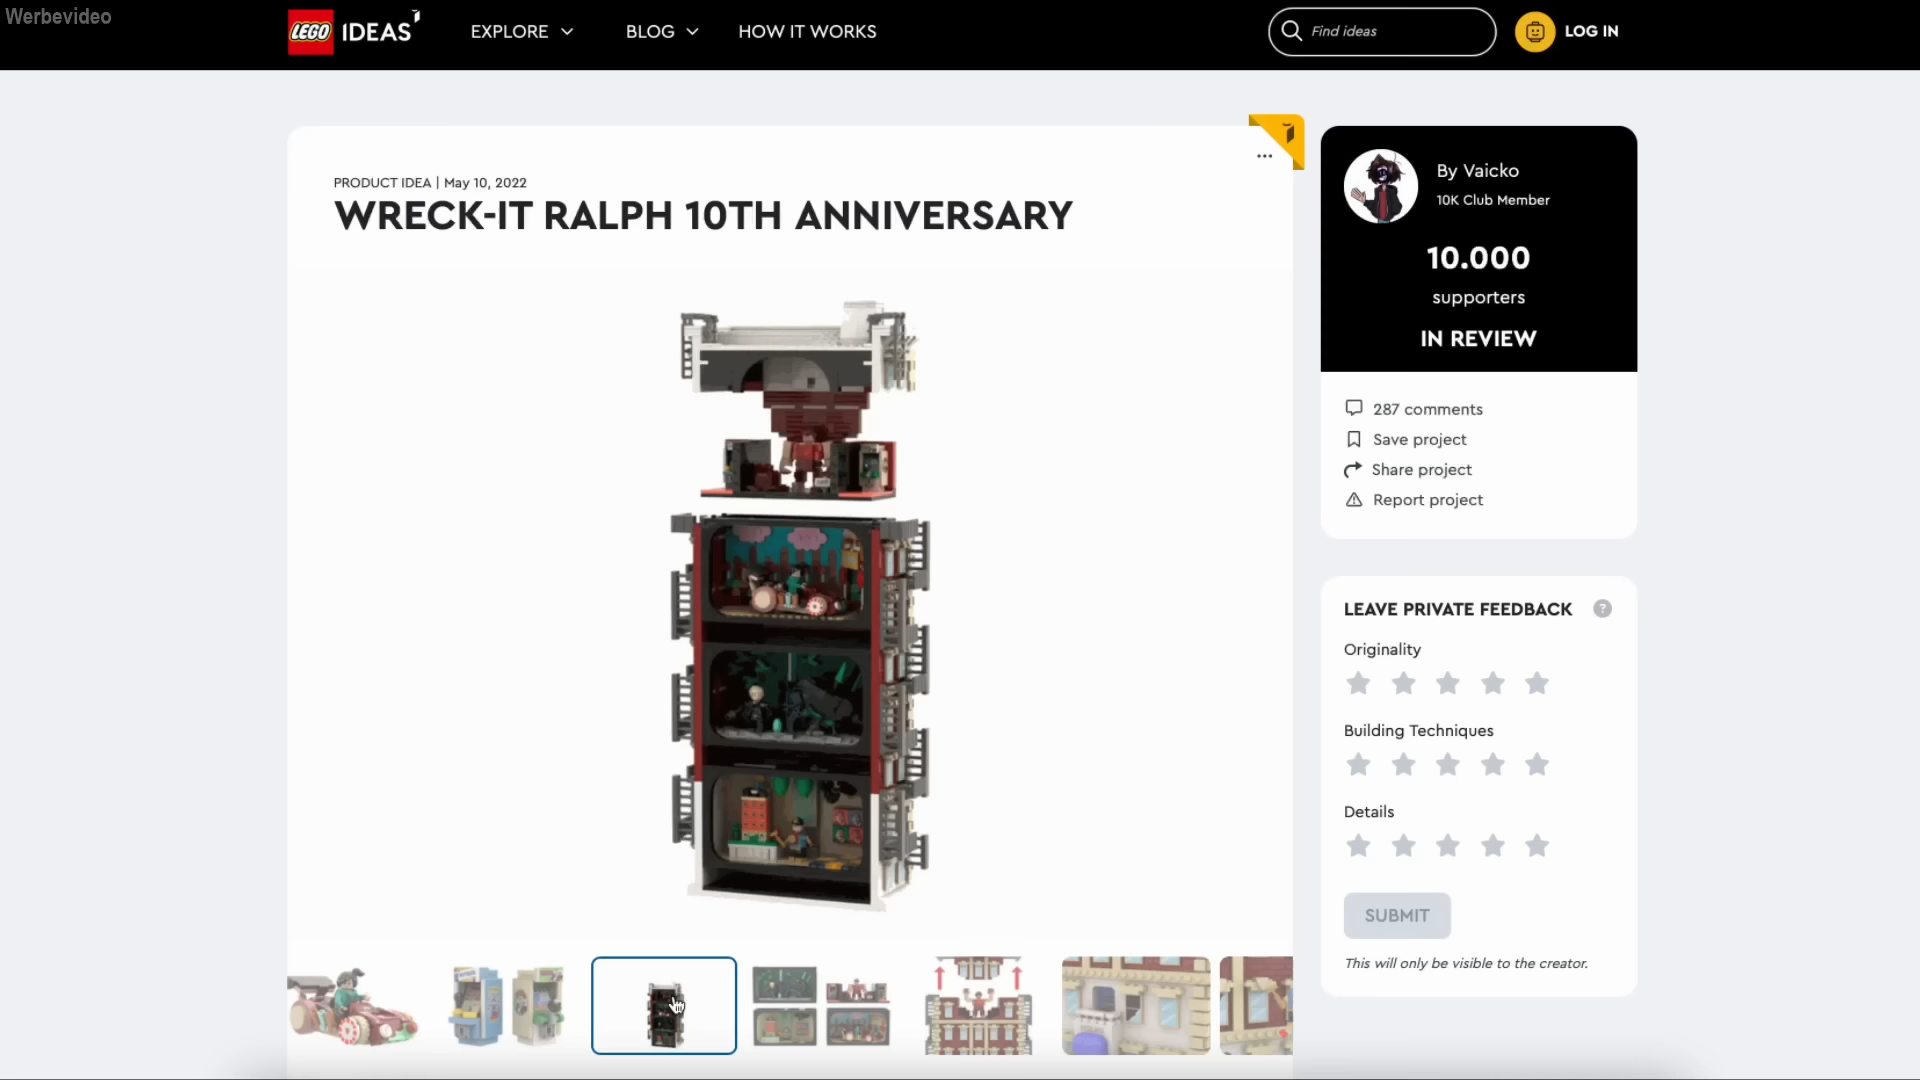 Werbevideo
LEGO IDEAS
EXPLORE
BLOG
HOW IT WORKS
Find ideas
LOG IN
PRODUCT IDEA | May 10, 2022
WRECK-IT RALPH 10TH ANNIVERSARY
By Vaicko
10K Club Member
10.000
supporters
IN REVIEW
287 comments
Save project
Share project
Report project
LEAVE PRIVATE FEEDBACK ?
Originality
Building Techniques
Details
SUBMIT
This will only be visible to the creator.